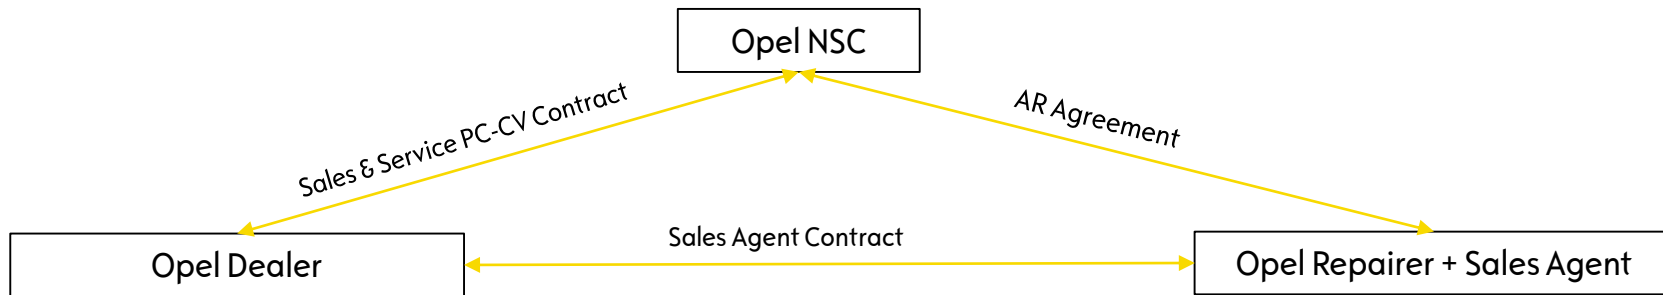 Opel NSC
Sales & Service PC-CV Contract
AR Agreement
Sales Agent Contract
Opel Dealer
Opel Repairer + Sales Agent